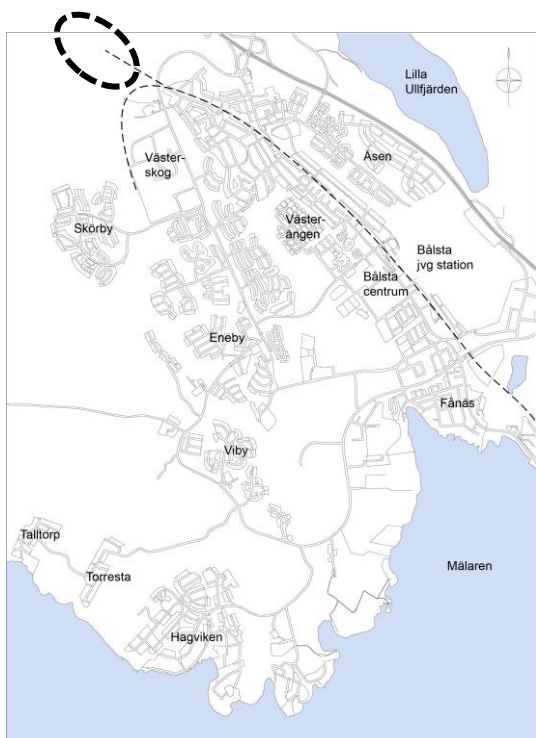 Lilla
Ullfjärden
Åsen
Väster-
skog
Skörby
Väster-
ängen
Bålsta
jvg station
Bålsta
centrum
Eneby
Fånäs
Viby
Talltorp
Torresta
Mälaren
Hagviken